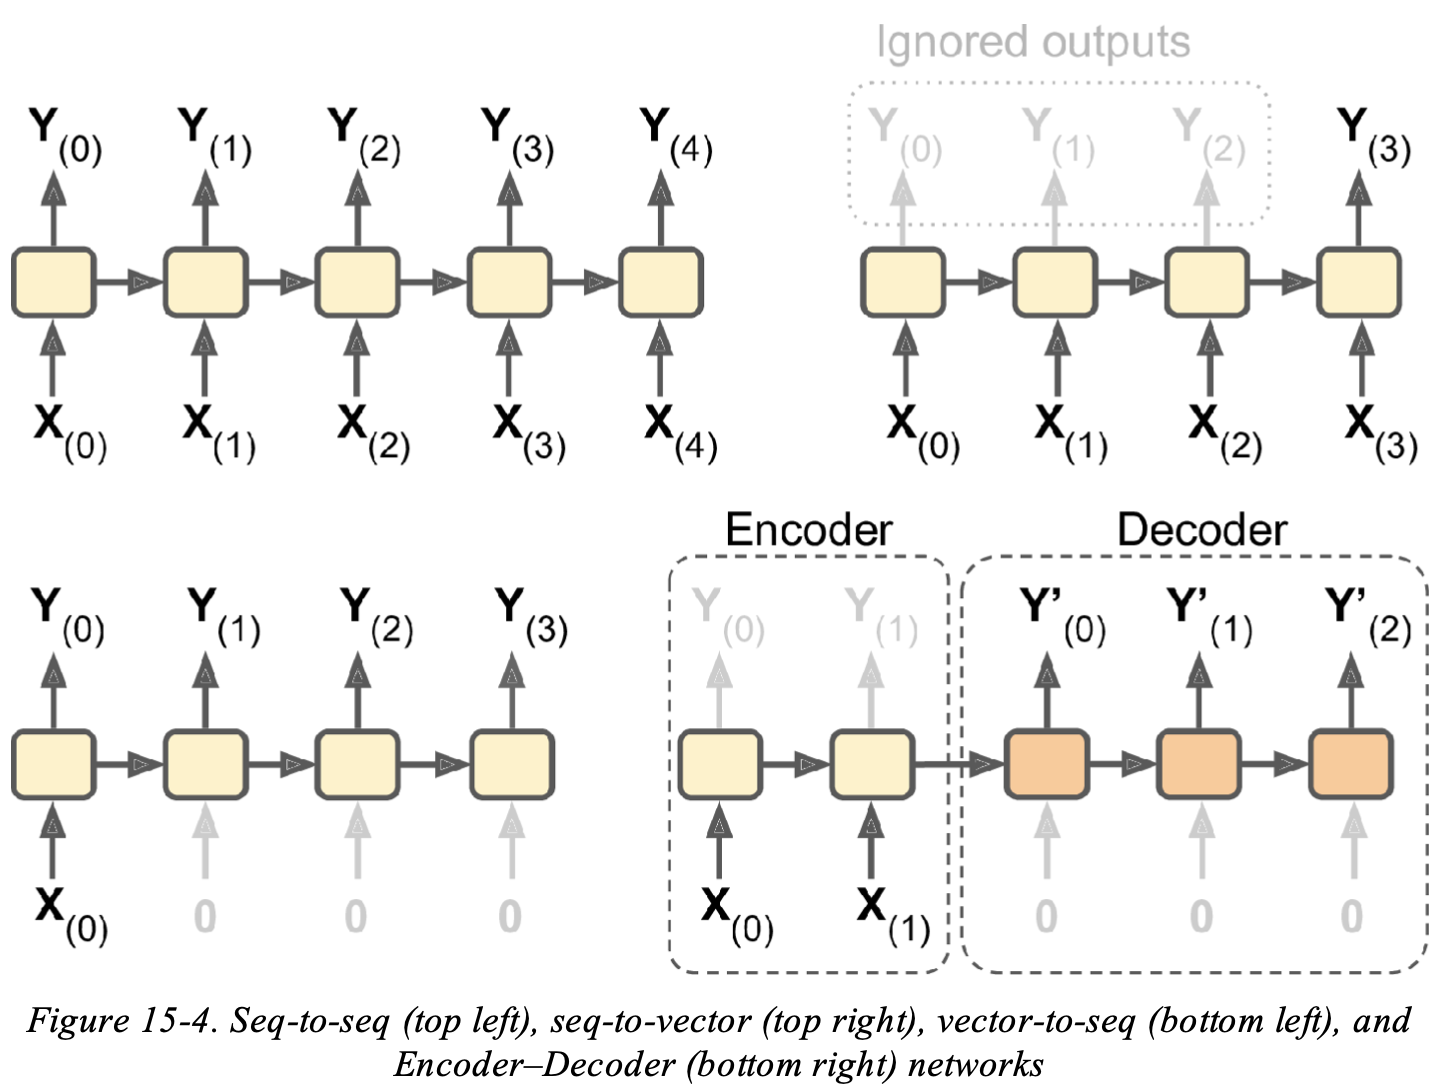 Ignored outputs
Y(0) Y(1) Y(2) Y(3) Y(4)
Y(0) Y(1) Y(2) Y(3)
X(0) X(1) X(2) X(3) X(4)
X(0) X(1) X(2) X(3)
Encoder
Decoder
Y(0) Y(1) Y(2) Y(3)
Y(0) Y(1)
Y’(0) Y’(1) Y’(2)
X(0) 0 0 0
X(0) X(1)
0 0 0
Figure 15-4. Seq-to-seq (top left), seq-to-vector (top right), vector-to-seq (bottom left), and
Encoder–Decoder (bottom right) networks